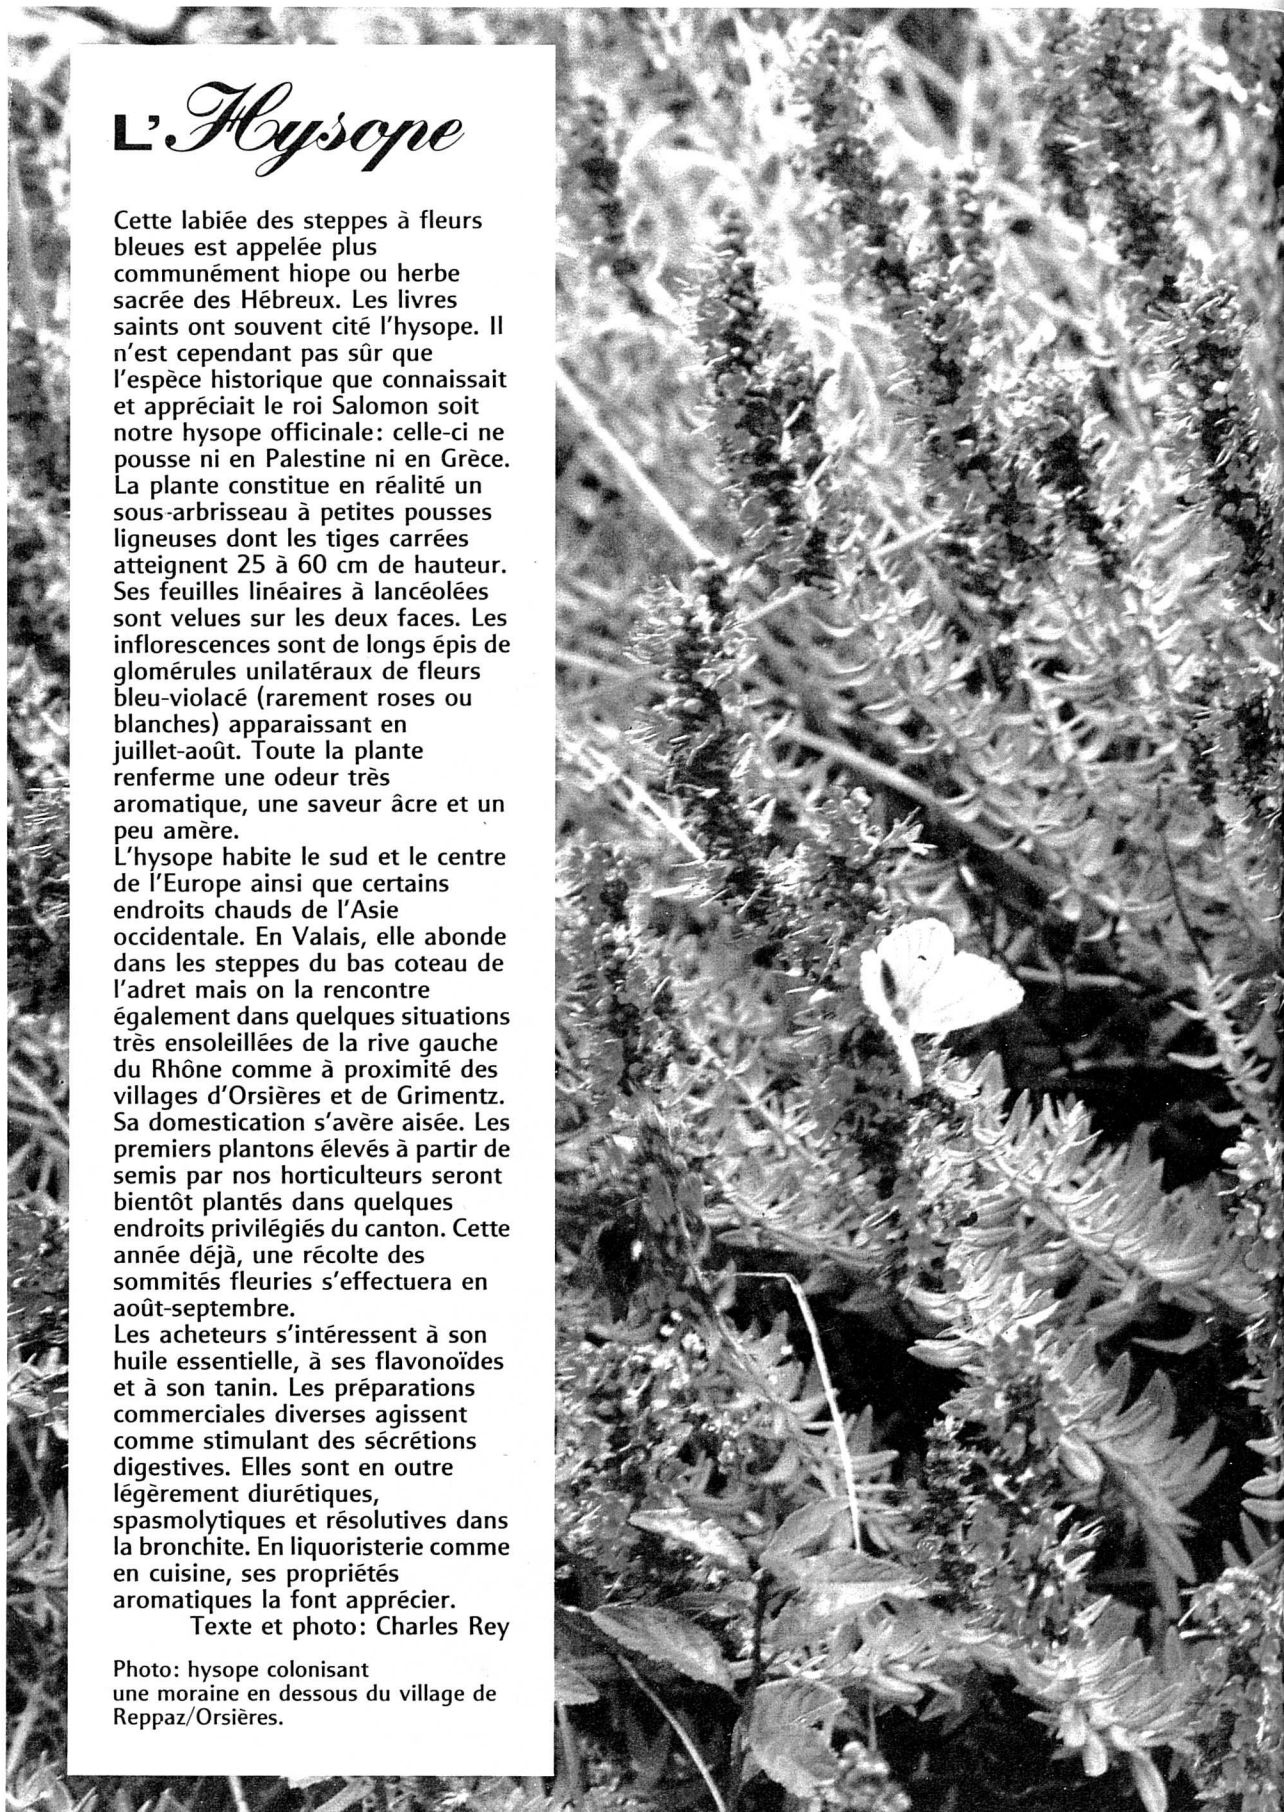 L'Hysope
Cette labiée des steppes à fleurs
bleues est appelée plus
communément hiope ou herbe
sacrée des Hébreux. Les livres
saints ont souvent cité l'hysope. Il
n'est cependant pas sûr que
l'espèce historique que connaissait
et appréciait le roi Salomon soit
notre hysope officinale: celle-ci ne
pousse ni en Palestine ni en Grèce.
La plante constitue en réalité un
sous-arbrisseau à petites pousses
ligneuses dont les tiges carrées
atteignent 25 à 60 cm de hauteur.
Ses feuilles linéaires à lancéolées
sont velues sur les deux faces. Les
inflorescences sont de longs épis de
glomérules unilatéraux de fleurs
bleu-violacé (rarement roses ou
blanches) apparaissant en
juillet-août. Toute la plante
renferme une odeur très
aromatique, une saveur âcre et un
peu amère.
L'hysope habite le sud et le centre
de l'Europe ainsi que certains
endroits chauds de l'Asie
occidentale. En Valais, elle abonde
dans les steppes du bas coteau de
l'adret mais on la rencontre
également dans quelques situations
très ensoleillées de la rive gauche
du Rhône comme à proximité des
villages d'Orsières et de Grimentz.
Sa domestication s'avère aisée. Les
premiers plantons élevés à partir de
semis par nos horticulteurs seront
bientôt plantés dans quelques
endroits privilégiés du canton. Cette
année déjà, une récolte des
sommités fleuries s'effectuera en
août-septembre.
Les acheteurs s'intéressent à son
huile essentielle, à ses flavonoïdes
et à son tanin. Les préparations
commerciales diverses agissent
comme stimulant des sécrétions
digestives. Elles sont en outre
légèrement diurétiques,
spasmolytiques et résolutives dans
la bronchite. En liquoristerie comme
en cuisine, ses propriétés
aromatiques la font apprécier.
Texte et photo: Charles Rey
Photo: hysope colonisant
une moraine en dessous du village de
Reppaz/Orsières.